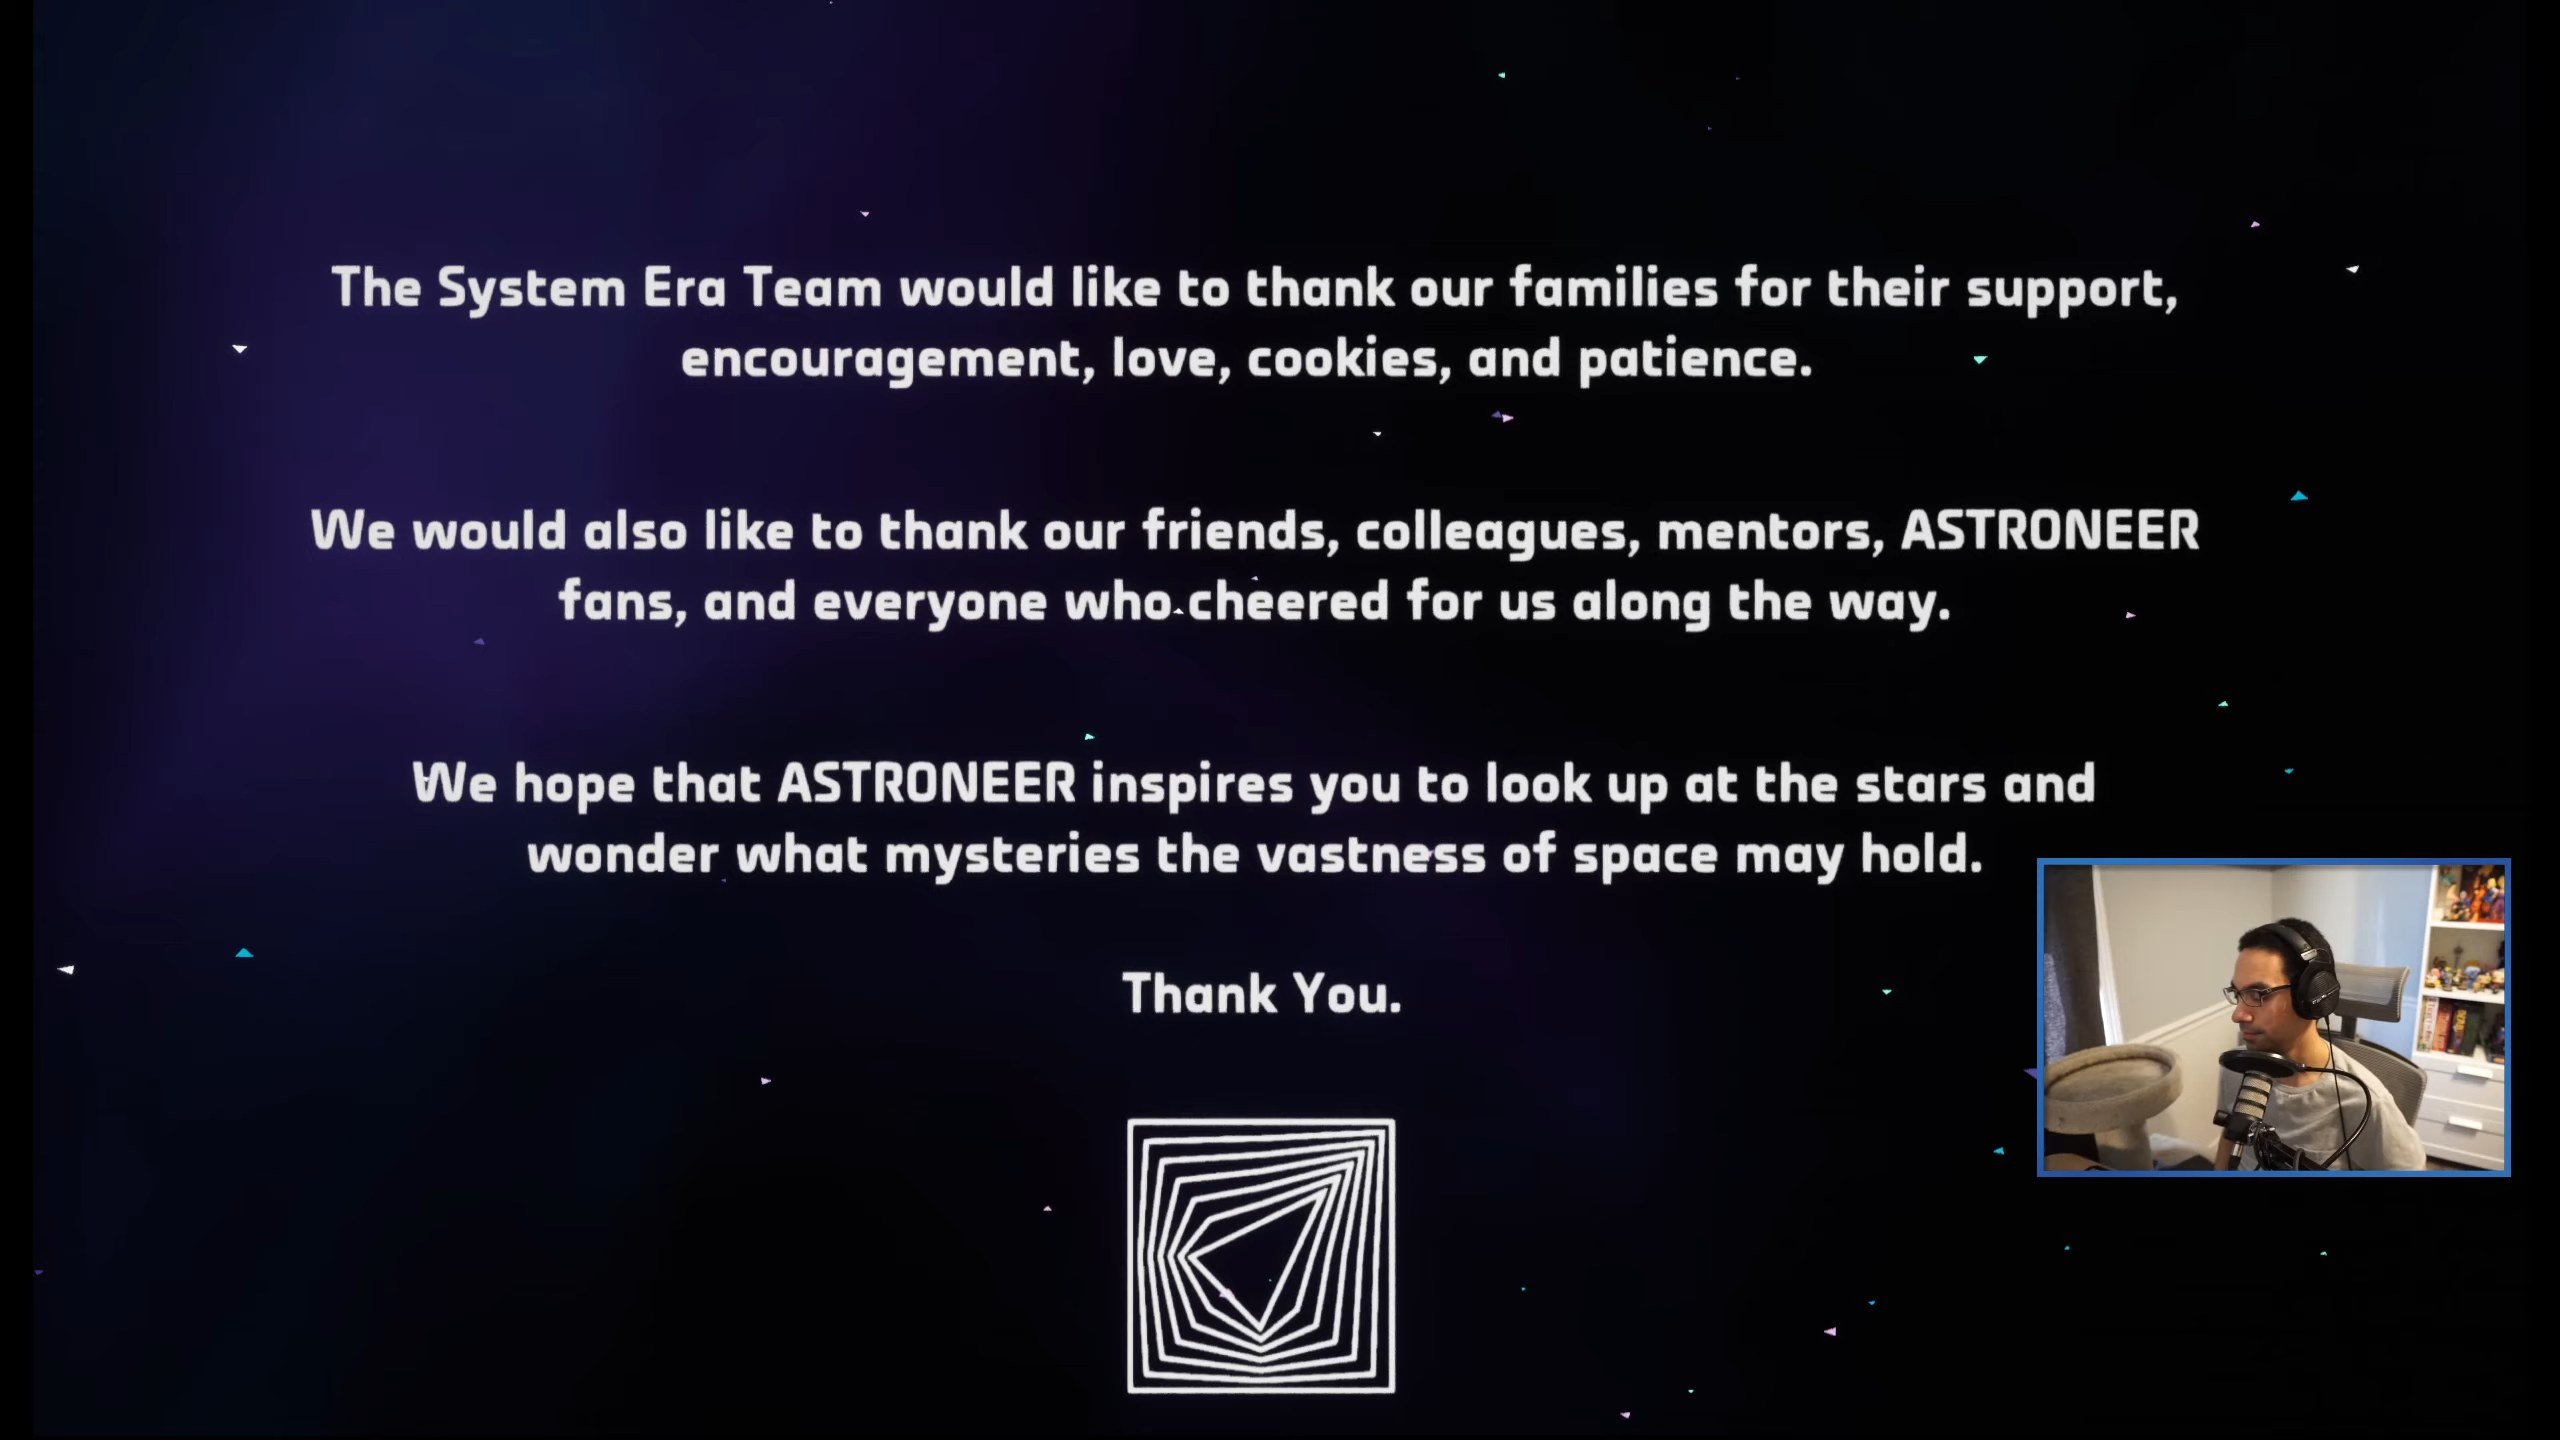 The System Era Team would like to thank our families for their support,
encouragement, love, cookies, and patience.
We would also like to thank our friends, colleagues, mentors, ASTRONEER
fans, and everyone who cheered for us along the way.
We hope that ASTRONEER inspires you to look up at the stars and
wonder what mysteries the vastness of space may hold.
Thank You.